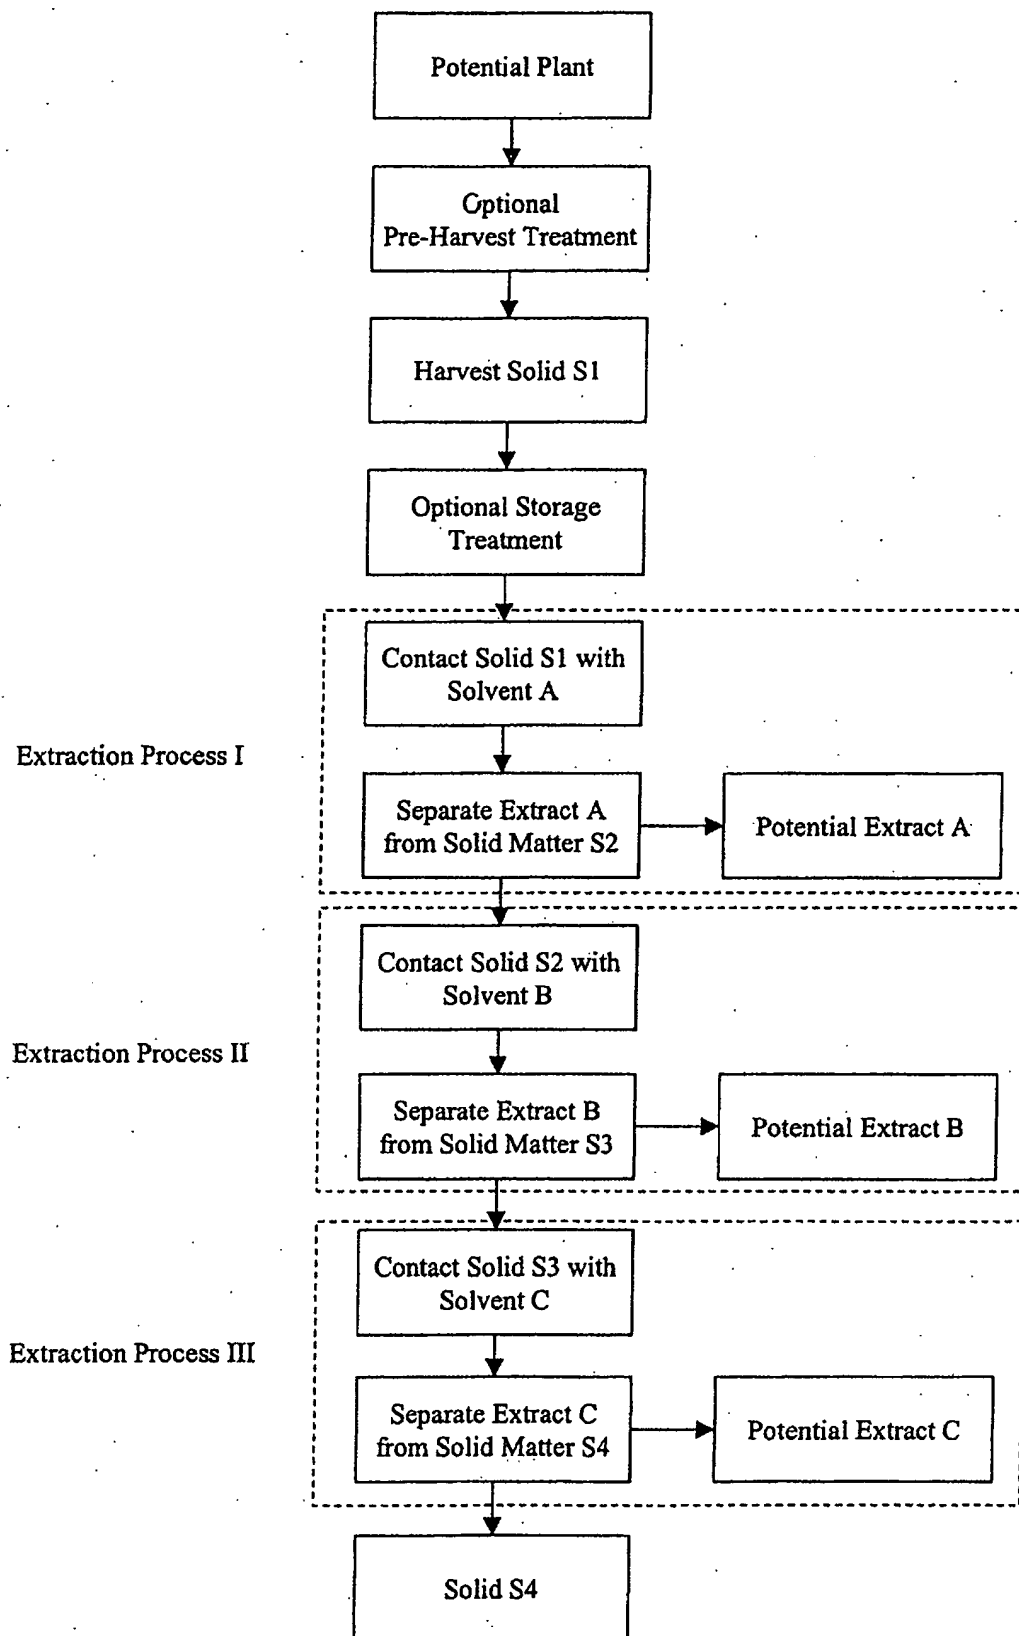 Potential Plant
Optional
Pre-Harvest Treatment
Harvest Solid S1
Optional Storage
Treatment
Contact Solid S1 with
Solvent A
Extraction Process I
Separate Extract A
from Solid Matter S2
Potential Extract A
Contact Solid S2 with
Solvent B
Extraction Process II
Separate Extract B
from Solid Matter S3
Potential Extract B
Contact Solid S3 with
Solvent C
Extraction Process III
Separate Extract C
from Solid Matter S4
Potential Extract C
Solid S4